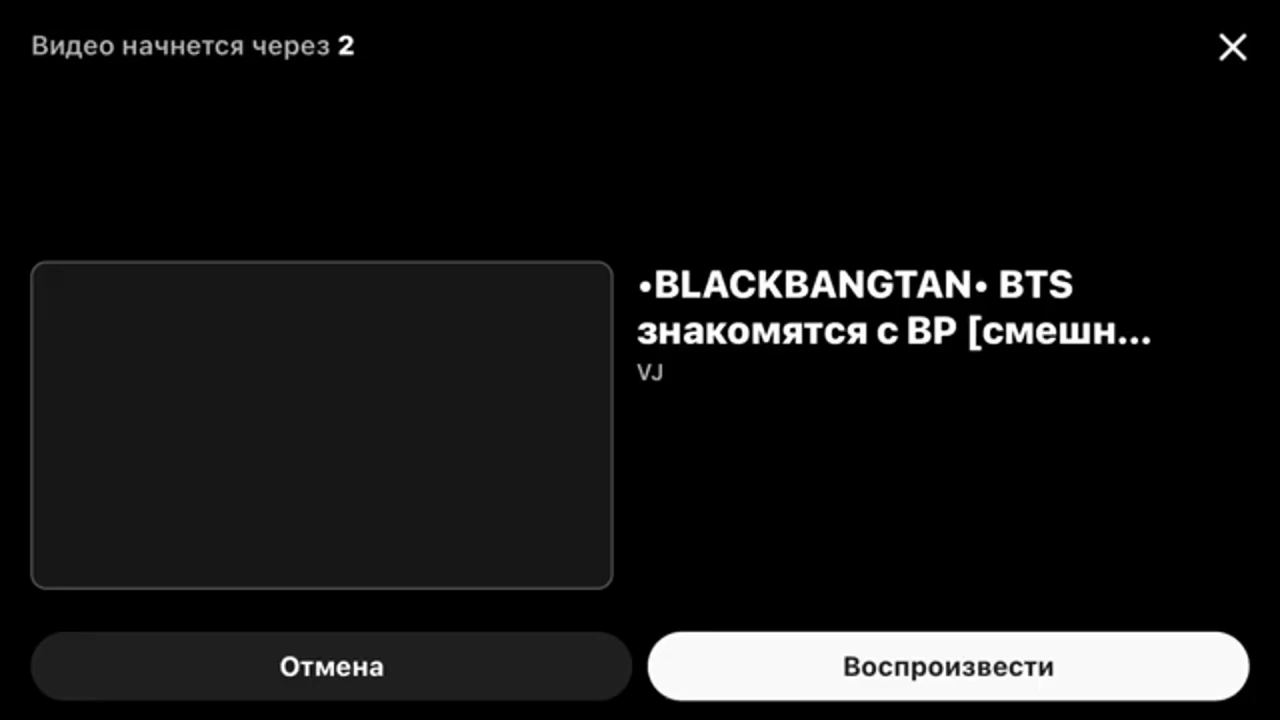 Видео начнется через 2
•BLACKBANGTAN• BTS
знакомятся с BP [смешн...
VJ
Отмена
Воспроизвести